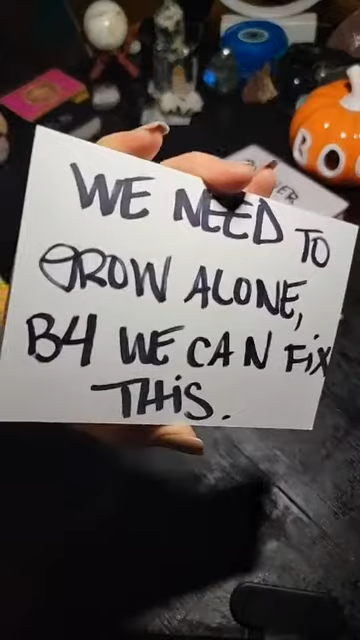 WE NEED TO
GROW ALONE,
B4 WE CAN FIX
THIS.